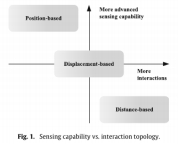 Position-based
More advanced
sensing capability
Displacement-based
More
interactions
Distance-based
Fig. 1. Sensing capability vs. interaction topology.